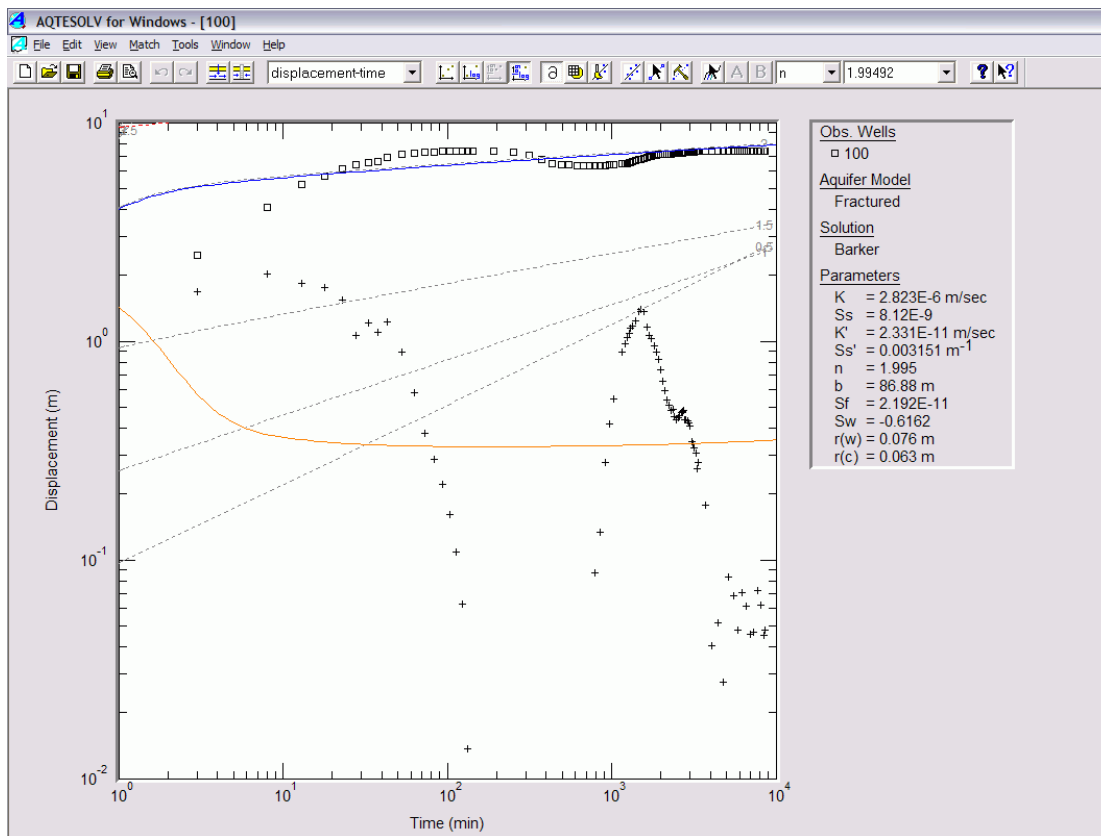 AQTESOLV for Windows - [100]
File Edit View Match Tools Window Help
displacement-time
A B n 1.99492
10^1
10^0
10^-1
10^-2
Displacement (m)
2
1.5
10^0 10^1 10^2 10^3 10^4
Time (min)
Obs. Wells
100
Aquifer Model
Fractured
Solution
Barker
Parameters
K = 2.823E-6 m/sec
Ss = 8.12E-9
K' = 2.331E-11 m/sec
Ss' = 0.003151 m^-1
n = 1.995
b = 86.88 m
Sf = 2.192E-11
Sw = -0.6162
r(w) = 0.076 m
r(c) = 0.063 m